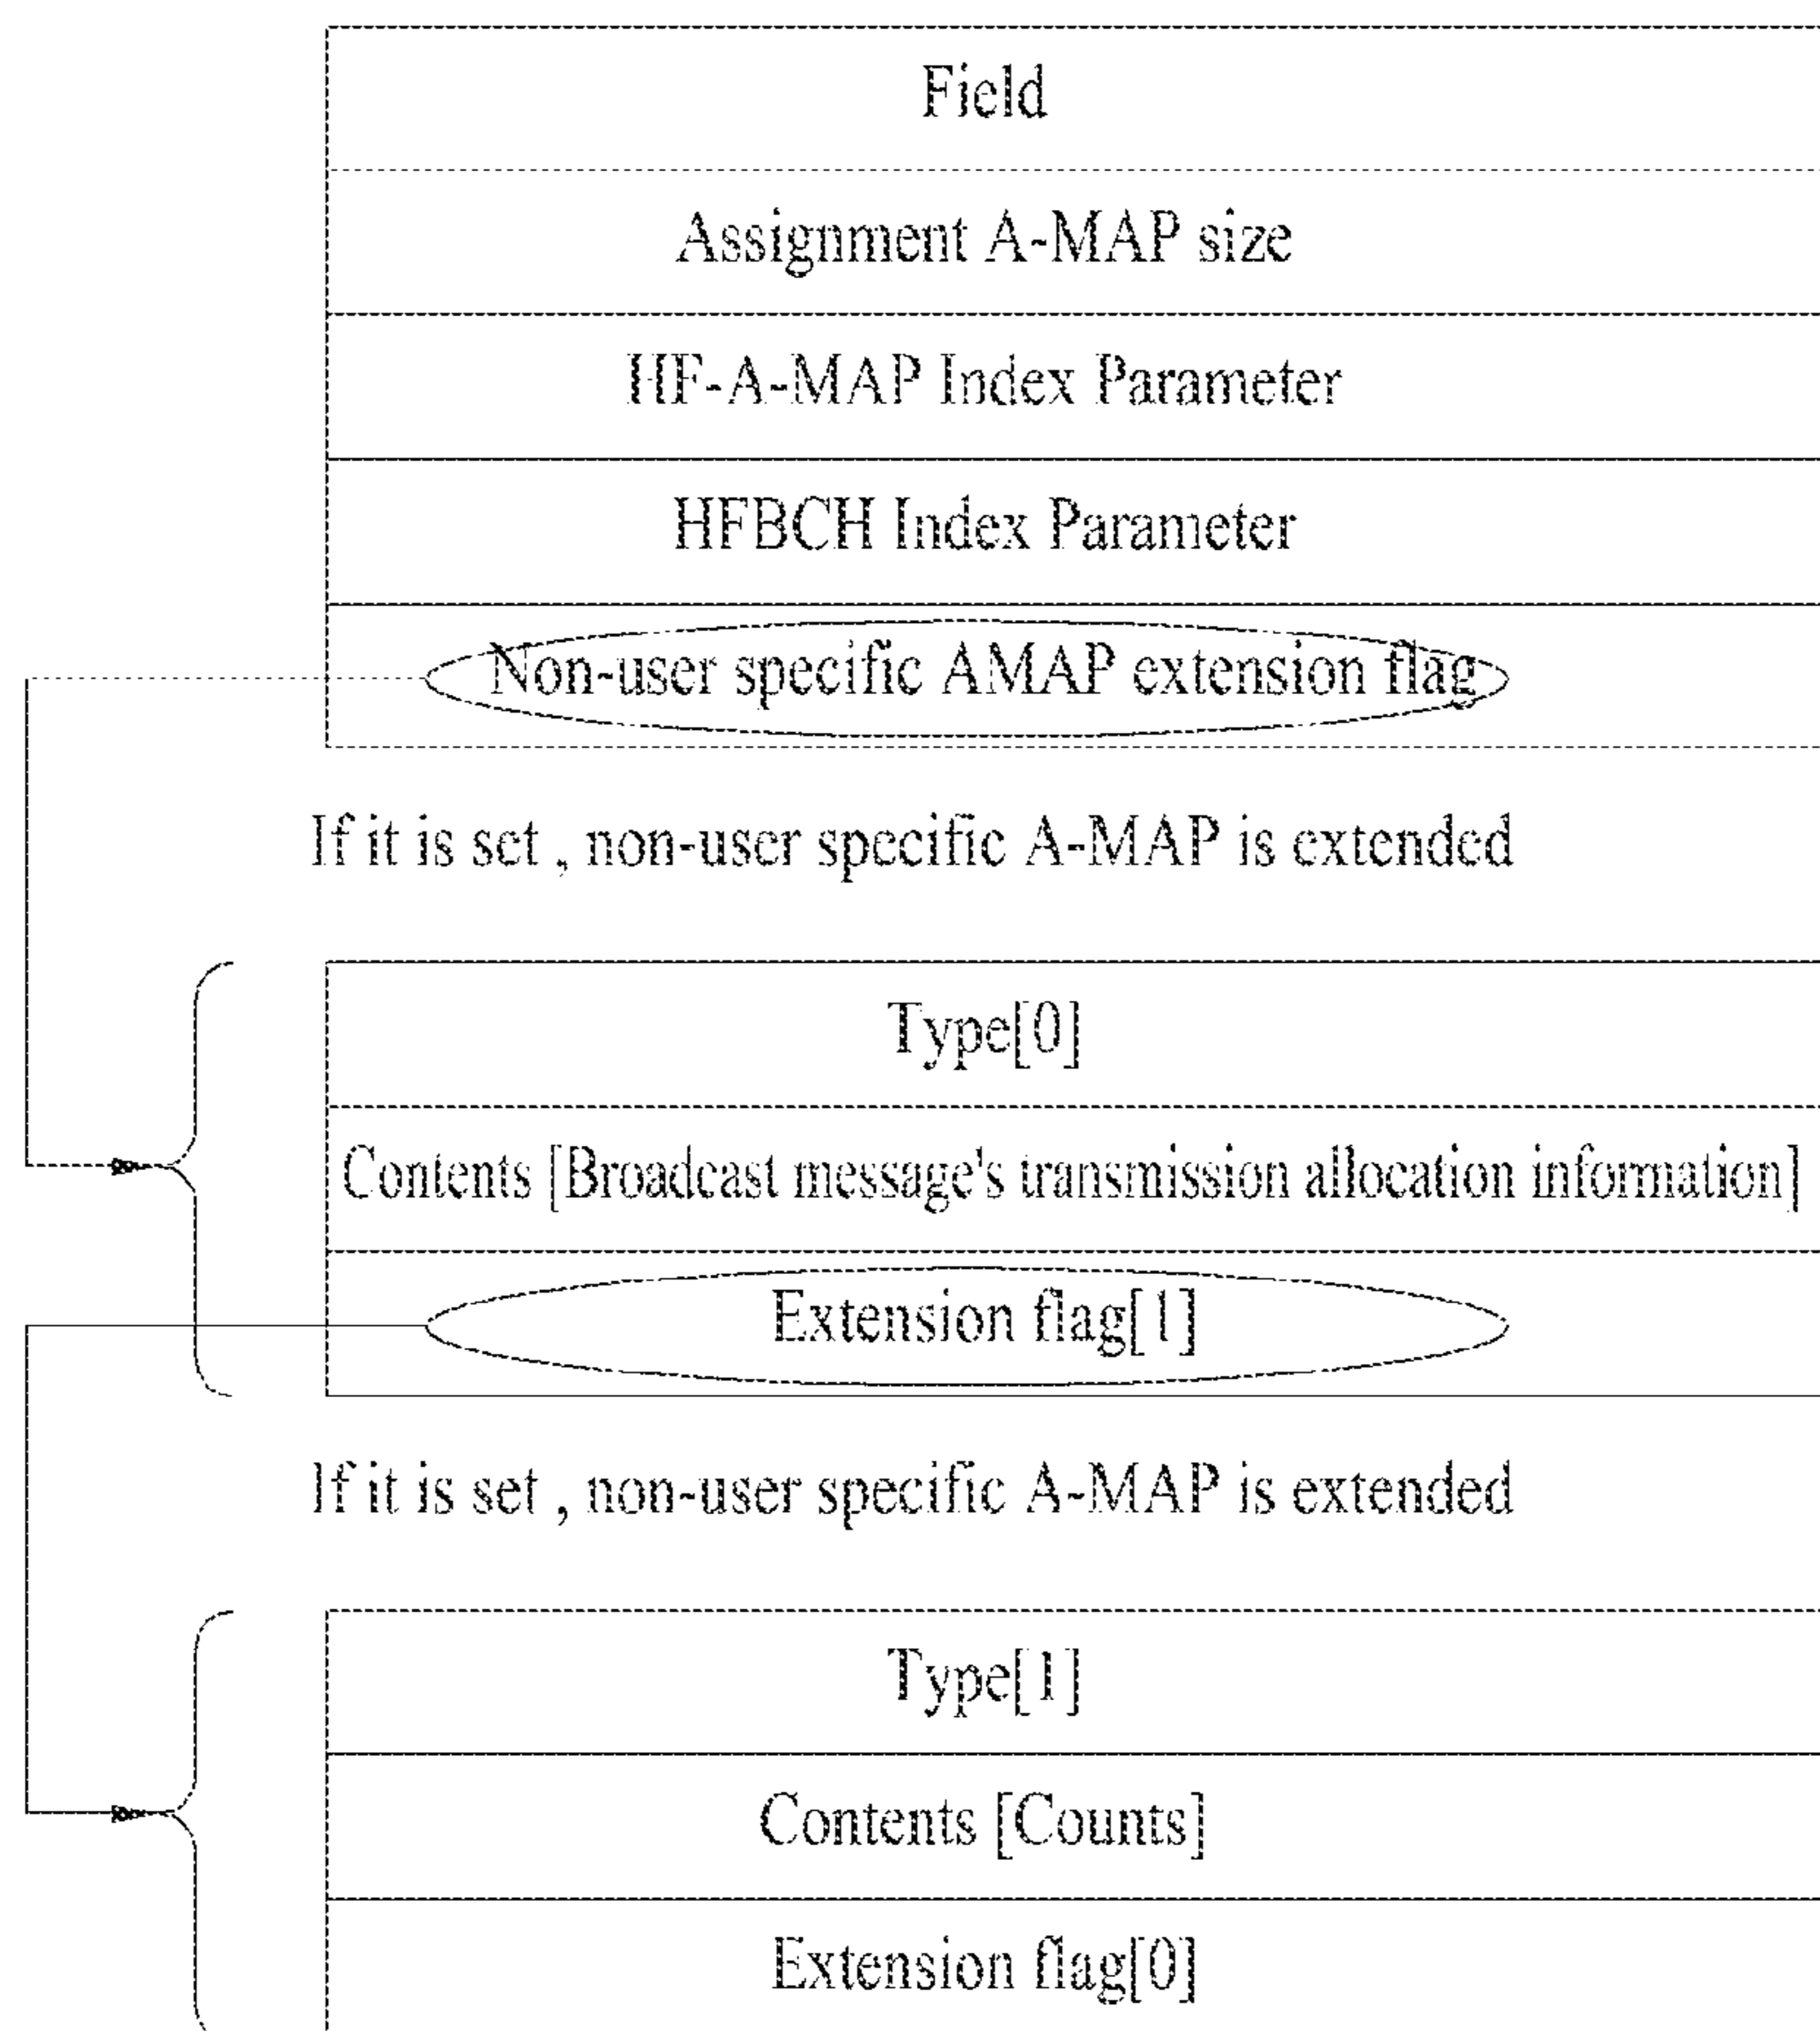 Field
Assignment A-MAP size
HF-A-MAP Index Parameter
HFBCH Index Parameter
Non-user specific AMAP extension flag
If it is set , non-user specific A-MAP is extended
Type[0]
Contents [Broadcast message's transmission allocation information]
Extension flag[1]
If it is set , non-user specific A-MAP is extended
Type[1]
Contents [Counts]
Extension flag[0]